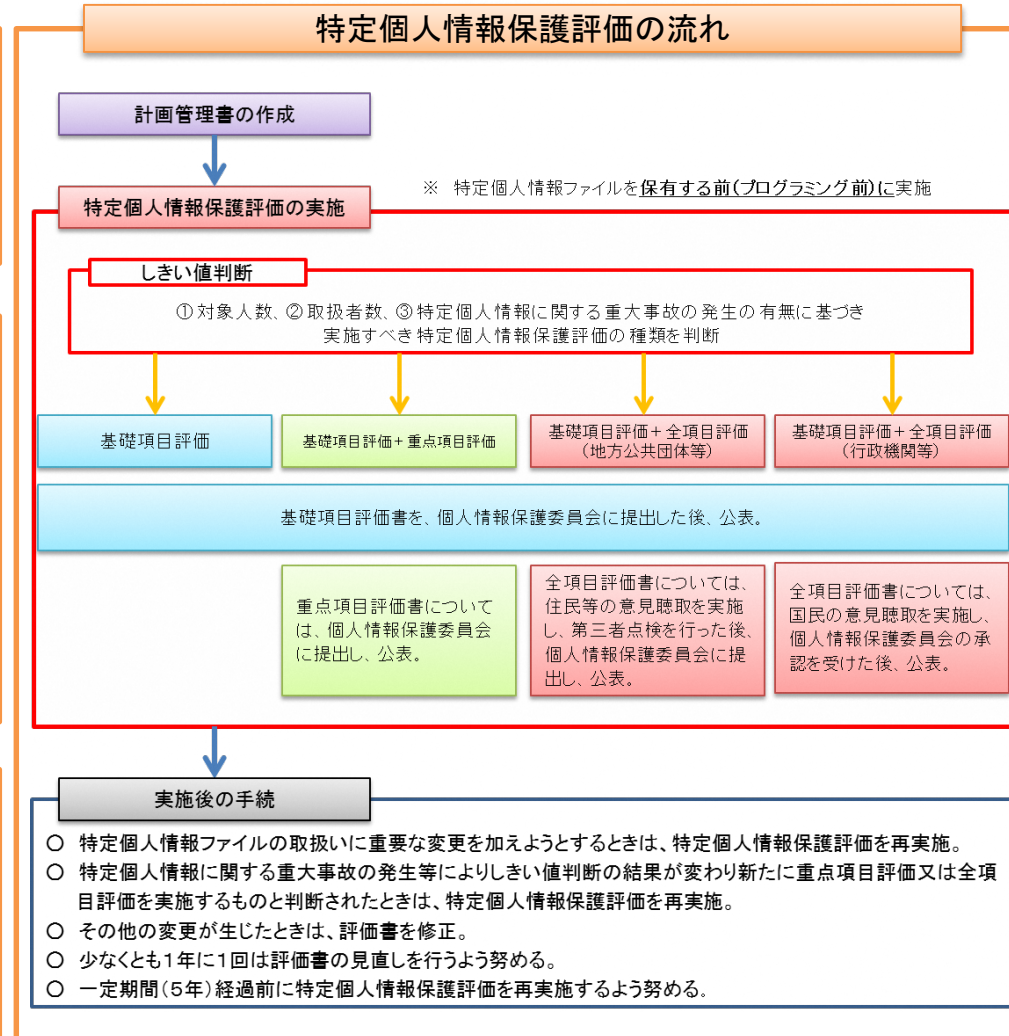 特定個人情報保護評価の流れ
計画管理書の作成
特定個人情報保護評価の実施
※ 特定個人情報ファイルを保有する前(プログラミング前)に実施
しきい値判断
①対象人数、②取扱者数、③特定個人情報に関する重大事故の発生の有無に基づき
実施すべき特定個人情報保護評価の種類を判断
基礎項目評価
基礎項目評価+重点項目評価
基礎項目評価+全項目評価
(地方公共団体等)
基礎項目評価+全項目評価
(行政機関等)
基礎項目評価書を、個人情報保護委員会に提出した後、公表。
重点項目評価書について
は、個人情報保護委員会
に提出し、公表。
全項目評価書については、
住民等の意見聴取を実施
し、第三者点検を行った後、
個人情報保護委員会に提
出し、公表。
全項目評価書については、
国民の意見聴取を実施し、
個人情報保護委員会の承
認を受けた後、公表。
実施後の手続
○ 特定個人情報ファイルの取扱いに重要な変更を加えようとするときは、特定個人情報保護評価を再実施。
○ 特定個人情報に関する重大事故の発生等によりしきい値判断の結果が変わり新たに重点項目評価又は全項
目評価を実施するものと判断されたときは、特定個人情報保護評価を再実施。
○ その他の変更が生じたときは、評価書を修正。
○ 少なくとも1年に1回は評価書の見直しを行うよう努める。
○ 一定期間(5年)経過前に特定個人情報保護評価を再実施するよう努める。